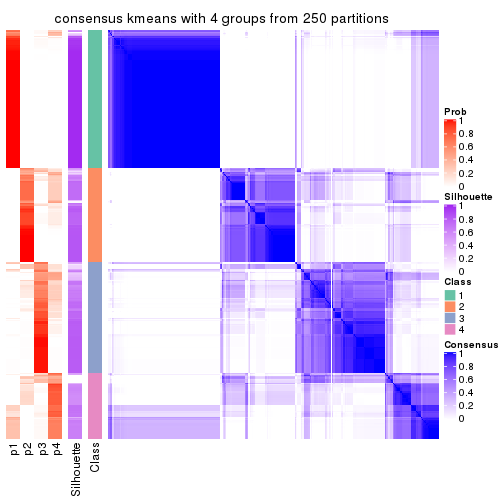 consensus kmeans with 4 groups from 250 partitions
Prob
1
0.8
0.6
0.4
0.2
0
Silhouette
1
0.8
0.6
0.4
0.2
0
Class
1
2
3
4
Consensus
1
0.8
0.6
0.4
0.2
0
p1
p2
p3
p4
Silhouette
Class